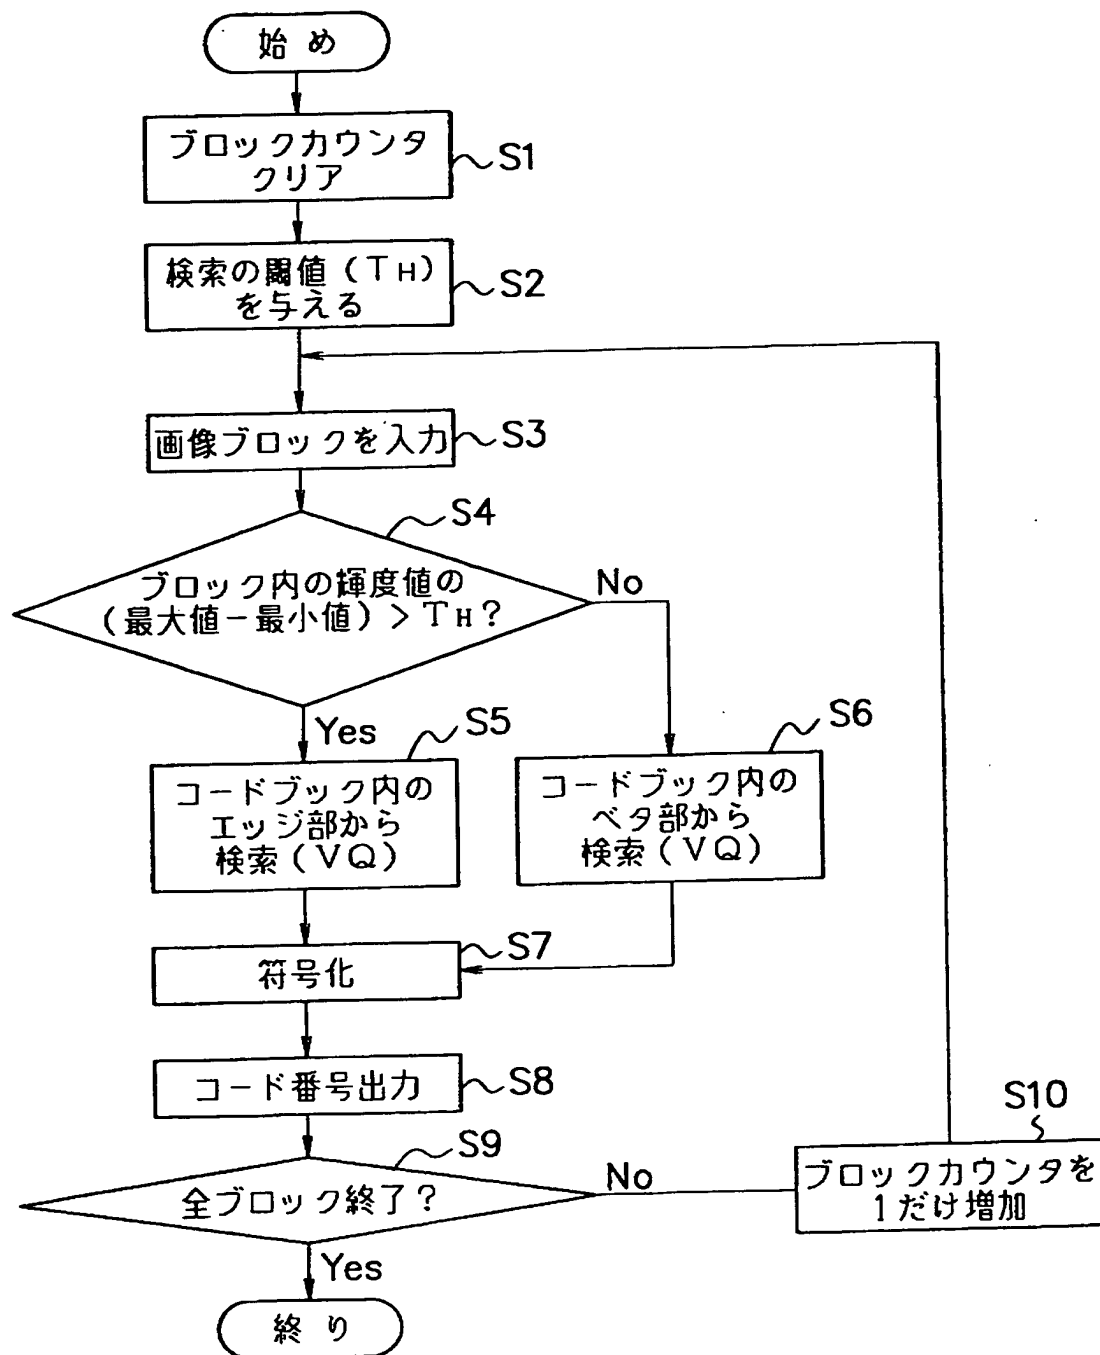 始め
ブロックカウンタ
クリア
S1
検索の閾値(TH)
を与える
S2
画像ブロックを入力
S3
S4
ブロック内の輝度値の
(最大値-最小値)>TH?
No
Yes
S5
コードブック内の
エッジ部から
検索(VQ)
S6
コードブック内の
ベタ部から
検索(VQ)
S7
符号化
コード番号出力
S8
S9
全ブロック終了?
No
S10
ブロックカウンタを
1だけ増加
Yes
終り